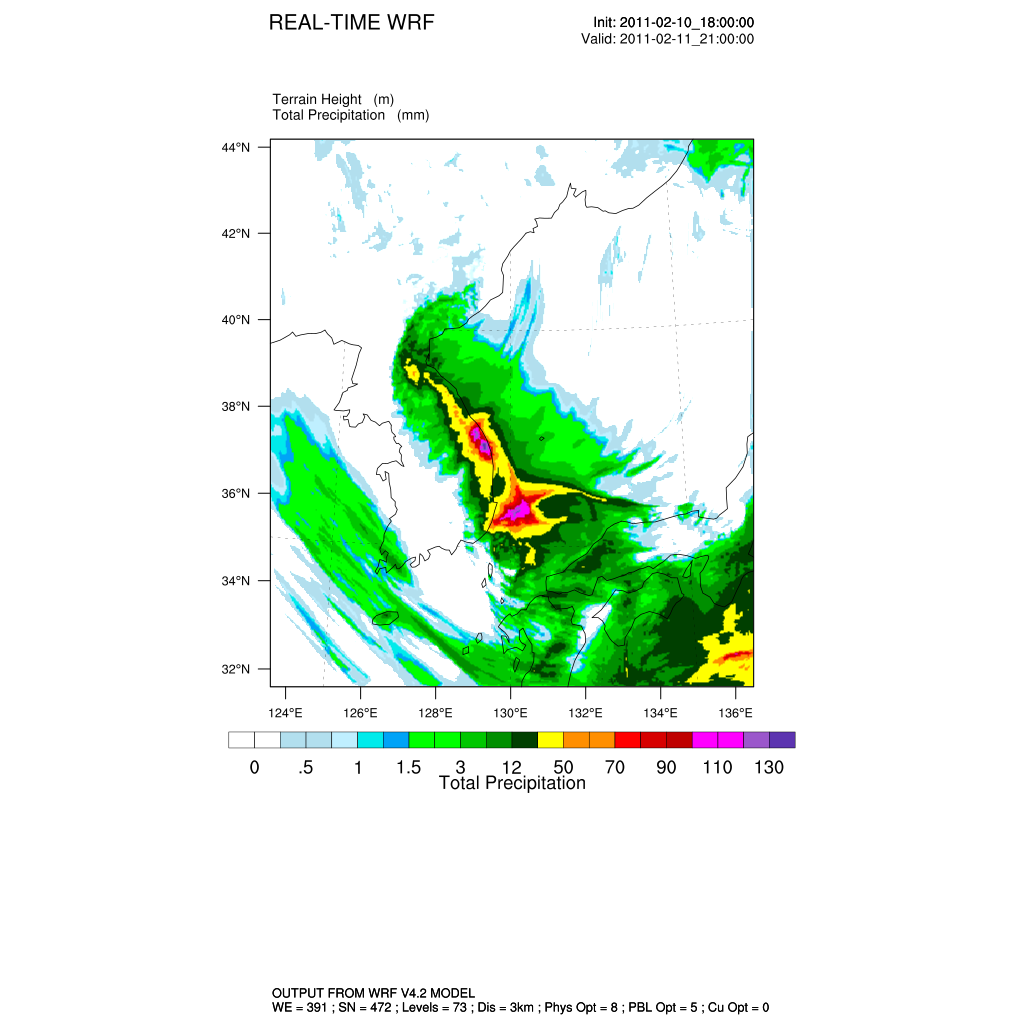 REAL-TIME WRF
Init: 2011-02-10_18:00:00
Valid: 2011-02-11_21:00:00
Terrain Height (m)
Total Precipitation (mm)
44°N
42°N
40°N
38°N
36°N
34°N
32°N
124°E 126°E 128°E 130°E 132°E 134°E 136°E
0 .5 1 1.5 3 12 50 70 90 110 130
Total Precipitation
OUTPUT FROM WRF V4.2 MODEL
WE = 391 ; SN = 472 ; Levels = 73 ; Dis = 3km ; Phys Opt = 8 ; PBL Opt = 5 ; Cu Opt = 0